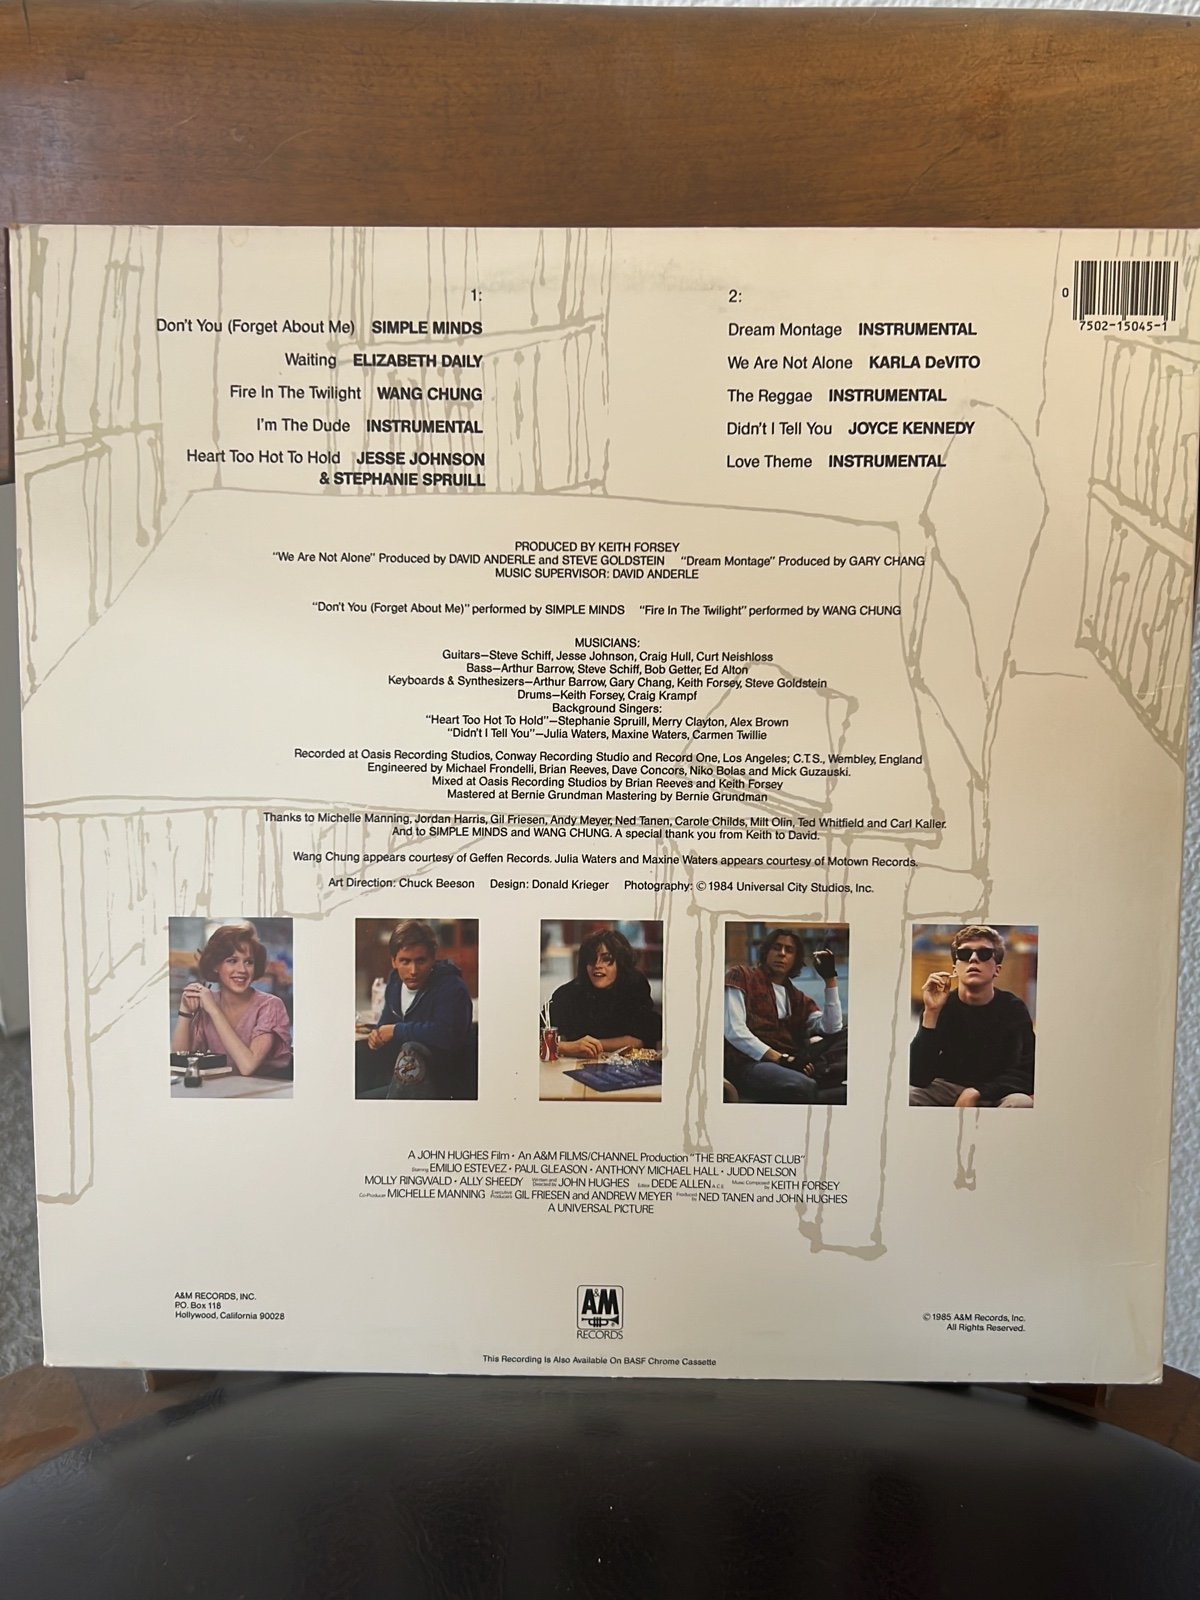 1:
Don't You (Forget About Me) SIMPLE MINDS
Waiting ELIZABETH DAILY
Fire In The Twilight WANG CHUNG
I'm The Dude INSTRUMENTAL
Heart Too Hot To Hold JESSE JOHNSON
& STEPHANIE SPRUILL
2:
Dream Montage INSTRUMENTAL
We Are Not Alone KARLA DeVITO
The Reggae INSTRUMENTAL
Didn't I Tell You JOYCE KENNEDY
Love Theme INSTRUMENTAL
0
7502-15045-1
PRODUCED BY KEITH FORSEY
"We Are Not Alone" Produced by DAVID ANDERLE and STEVE GOLDSTEIN "Dream Montage" Produced by GARY CHANG
MUSIC SUPERVISOR: DAVID ANDERLE
"Don't You (Forget About Me)" performed by SIMPLE MINDS "Fire In The Twilight" performed by WANG CHUNG
MUSICIANS:
Guitars—Steve Schiff, Jesse Johnson, Craig Hull, Curt Neishloss
Bass—Arthur Barrow, Steve Schiff, Bob Getter, Ed Alton
Keyboards & Synthesizers—Arthur Barrow, Gary Chang, Keith Forsey, Steve Goldstein
Drums—Keith Forsey, Craig Krampf
Background Singers:
"Heart Too Hot To Hold"—Stephanie Spruill, Merry Clayton, Alex Brown
"Didn't I Tell You"—Julia Waters, Maxine Waters, Carmen Twillie
Recorded at Oasis Recording Studios, Conway Recording Studio and Record One, Los Angeles; C.T.S., Wembley, England
Engineered by Michael Frondelli, Brian Reeves, Dave Concors, Niko Bolas and Mick Guzauski.
Mixed at Oasis Recording Studios by Brian Reeves and Keith Forsey
Mastered at Bernie Grundman Mastering by Bernie Grundman
Thanks to Michelle Manning, Jordan Harris, Gil Friesen, Andy Meyer, Ned Tanen, Carole Childs, Milt Olin, Ted Whitfield and Carl Kaller.
And to SIMPLE MINDS and WANG CHUNG. A special thank you from Keith to David.
Wang Chung appears courtesy of Geffen Records. Julia Waters and Maxine Waters appears courtesy of Motown Records.
Art Direction: Chuck Beeson Design: Donald Krieger Photography: © 1984 Universal City Studios, Inc.
A JOHN HUGHES Film • An A&M FILMS/CHANNEL Production "THE BREAKFAST CLUB"
Starring EMILIO ESTEVEZ • PAUL GLEASON • ANTHONY MICHAEL HALL • JUDD NELSON
MOLLY RINGWALD • ALLY SHEEDY Written and Directed by JOHN HUGHES Editor DEDE ALLEN A.C.E. Music Composed by KEITH FORSEY
Co-Producer MICHELLE MANNING Executive Producers GIL FRIESEN and ANDREW MEYER Produced by NED TANEN and JOHN HUGHES
A UNIVERSAL PICTURE
A&M RECORDS, INC.
P.O. Box 118
Hollywood, California 90028
A&M
RECORDS
© 1985 A&M Records, Inc.
All Rights Reserved.
This Recording Is Also Available On BASF Chrome Cassette